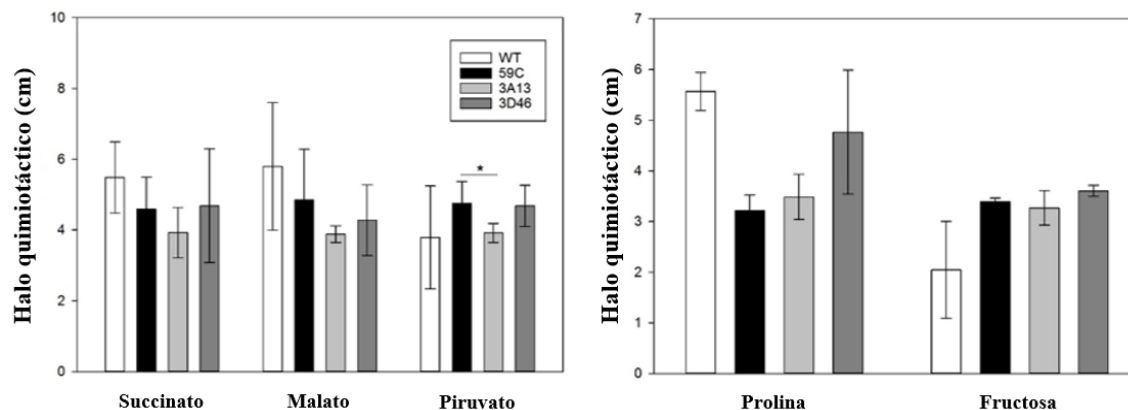 Halo quimiotáctico (cm)
10
8
6
4
2
0
WT
59C
3A13
3D46
*
Succinato Malato Piruvato
Halo quimiotáctico (cm)
7
6
5
4
3
2
1
0
Prolina Fructosa